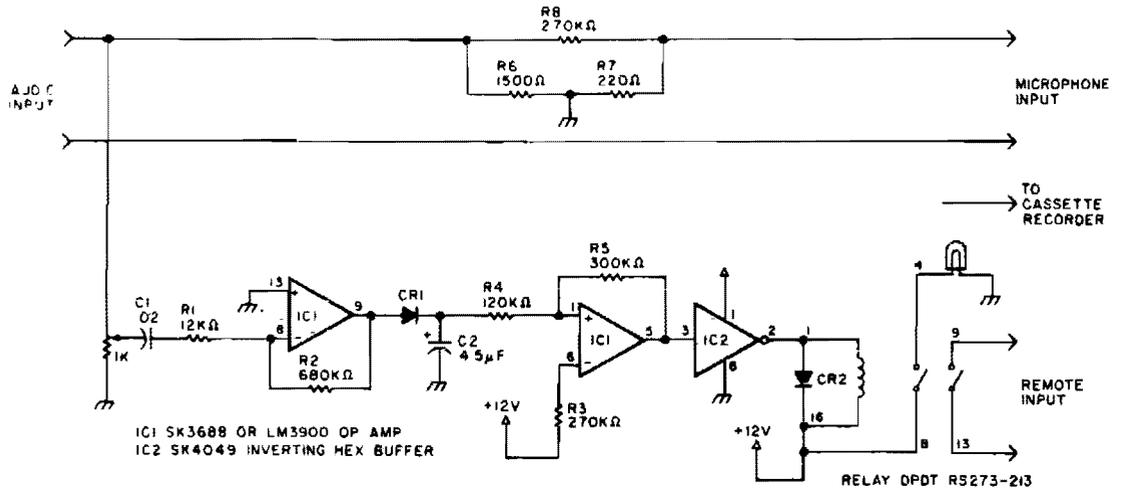 R8
270KΩ
R6
1500Ω
R7
220Ω
INPUT
MICROPHONE
INPUT
TO
CASSETTE
RECORDER
R5
300KΩ
4
C1
R1
12KΩ
13
+
IC1
-
8
9
CR1
R4
120KΩ
1
+
IC1
-
6
5
3
IC2
1
8
2
1
9
1K
R2
680KΩ
+
C2
4.5µF
CR2
16
REMOTE
INPUT
+12V
R3
270KΩ
+12V
8
13
IC1 SK3688 OR LM3900 OP AMP
IC2 SK4049 INVERTING HEX BUFFER
RELAY DPDT RS273-213